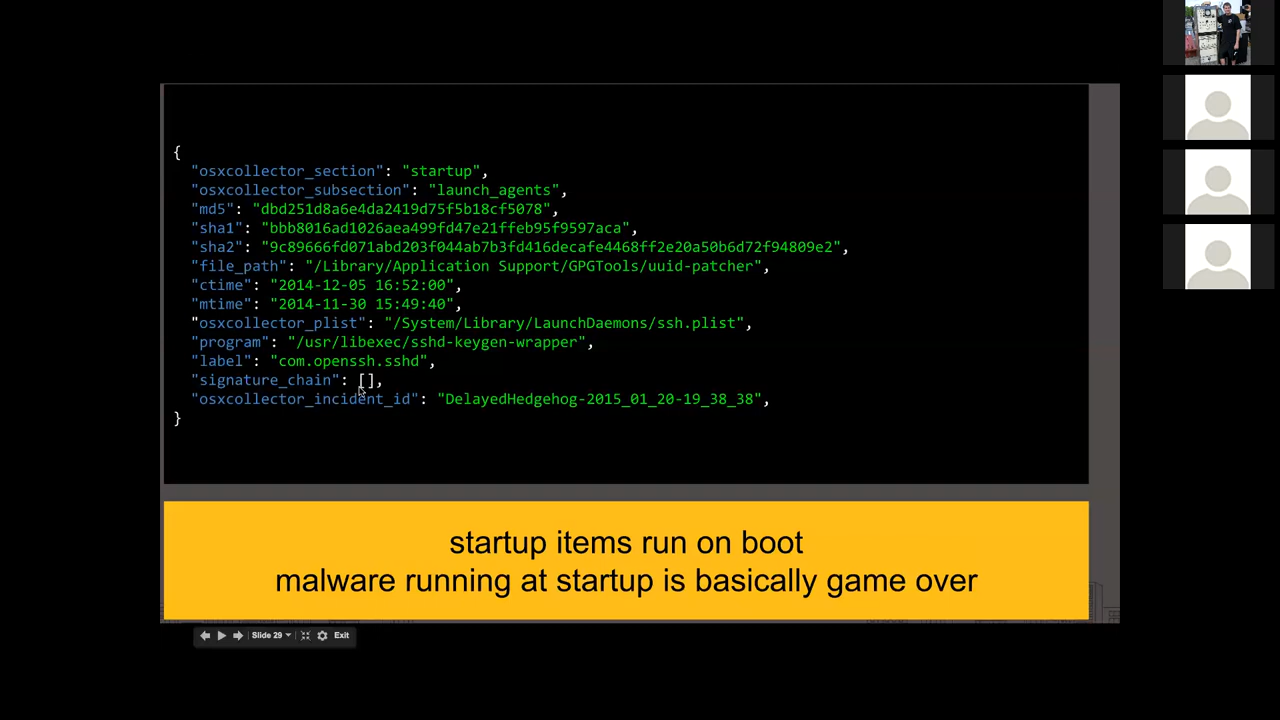 {
"osxcollector_section": "startup",
"osxcollector_subsection": "launch_agents",
"md5": "dbd251d8a6e4da2419d75f5b18cf5078",
"sha1": "bbb8016ad1026aea499fd47e21ffeb95f9597aca",
"sha2": "9c89666fd071abd203f044ab7b3fd416decafe4468ff2e20a50b6d72f94809e2",
"file_path": "/Library/Application Support/GPGTools/uuid-patcher",
"ctime": "2014-12-05 16:52:00",
"mtime": "2014-11-30 15:49:40",
"osxcollector_plist": "/System/Library/LaunchDaemons/ssh.plist",
"program": "/usr/libexec/sshd-keygen-wrapper",
"label": "com.openssh.sshd",
"signature_chain": [],
"osxcollector_incident_id": "DelayedHedgehog-2015_01_20-19_38_38",
}
startup items run on boot
malware running at startup is basically game over
Slide 29 Exit